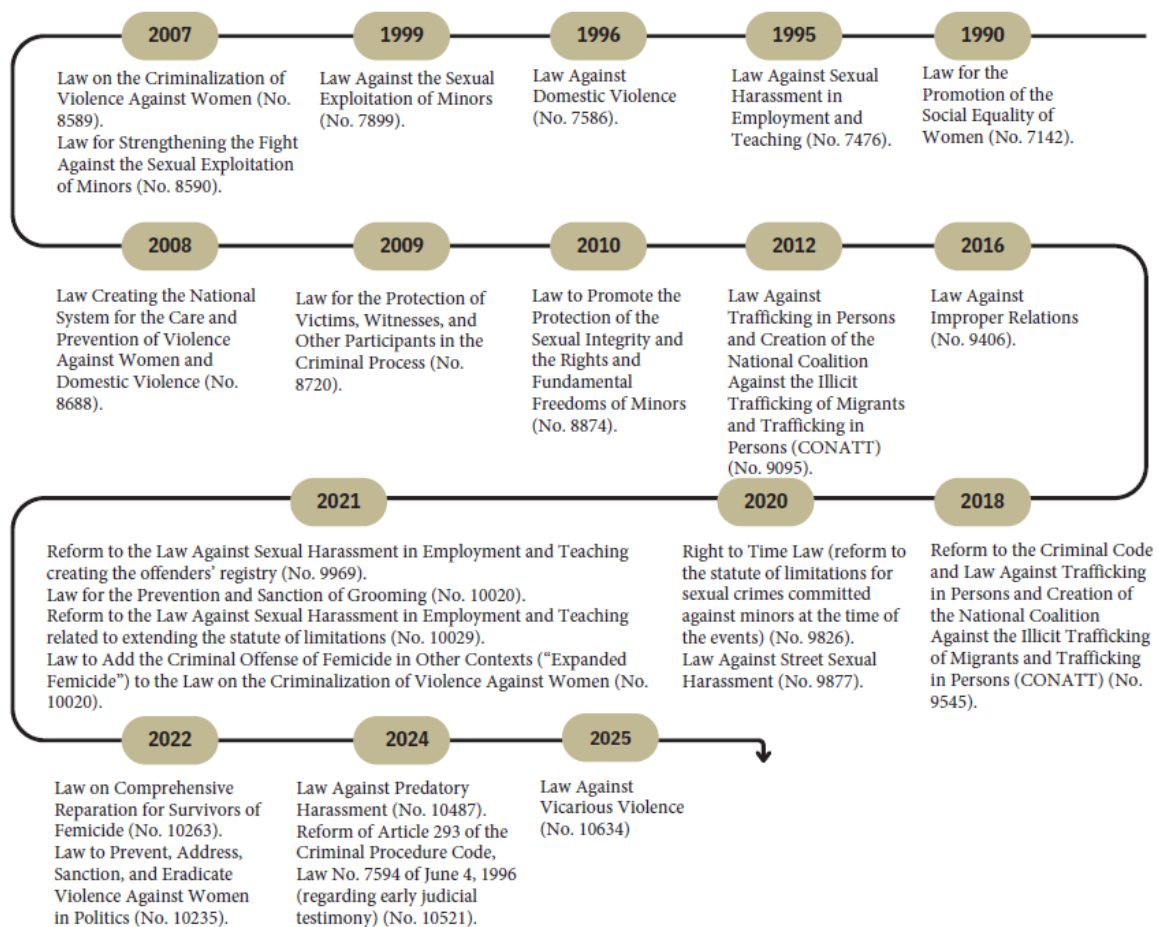 2007
Law on the Criminalization of
Violence Against Women (No.
8589).
Law for Strengthening the Fight
Against the Sexual Exploitation
of Minors (No. 8590).
1999
Law Against the Sexual
Exploitation of Minors
(No. 7899).
1996
Law Against
Domestic Violence
(No. 7586).
1995
Law Against Sexual
Harassment in
Employment and
Teaching (No. 7476).
1990
Law for the
Promotion of the
Social Equality of
Women (No. 7142).
2008
Law Creating the National
System for the Care and
Prevention of Violence
Against Women and
Domestic Violence (No.
8688).
2009
Law for the Protection of
Victims, Witnesses, and
Other Participants in the
Criminal Process (No.
8720).
2010
Law to Promote the
Protection of the
Sexual Integrity and
the Rights and
Fundamental
Freedoms of Minors
(No. 8874).
2012
Law Against
Trafficking in Persons
and Creation of the
National Coalition
Against the Illicit
Trafficking of Migrants
and Trafficking in
Persons (CONATT)
(No. 9095).
2016
Law Against
Improper Relations
(No. 9406).
2021
Reform to the Law Against Sexual Harassment in Employment and Teaching
creating the offenders’ registry (No. 9969).
Law for the Prevention and Sanction of Grooming (No. 10020).
Reform to the Law Against Sexual Harassment in Employment and Teaching
related to extending the statute of limitations (No. 10029).
Law to Add the Criminal Offense of Femicide in Other Contexts (“Expanded
Femicide”) to the Law on the Criminalization of Violence Against Women (No.
10020).
2020
Right to Time Law (reform to
the statute of limitations for
sexual crimes committed
against minors at the time of
the events) (No. 9826).
Law Against Street Sexual
Harassment (No. 9877).
2018
Reform to the Criminal Code
and Law Against Trafficking
in Persons and Creation of
the National Coalition
Against the Illicit Trafficking
of Migrants and Trafficking
in Persons (CONATT) (No.
9545).
2022
Law on Comprehensive
Reparation for Survivors of
Femicide (No. 10263).
Law to Prevent, Address,
Sanction, and Eradicate
Violence Against Women
in Politics (No. 10235).
2024
Law Against Predatory
Harassment (No. 10487).
Reform of Article 293 of the
Criminal Procedure Code,
Law No. 7594 of June 4, 1996
(regarding early judicial
testimony) (No. 10521).
2025
Law Against
Vicarious Violence
(No. 10634)